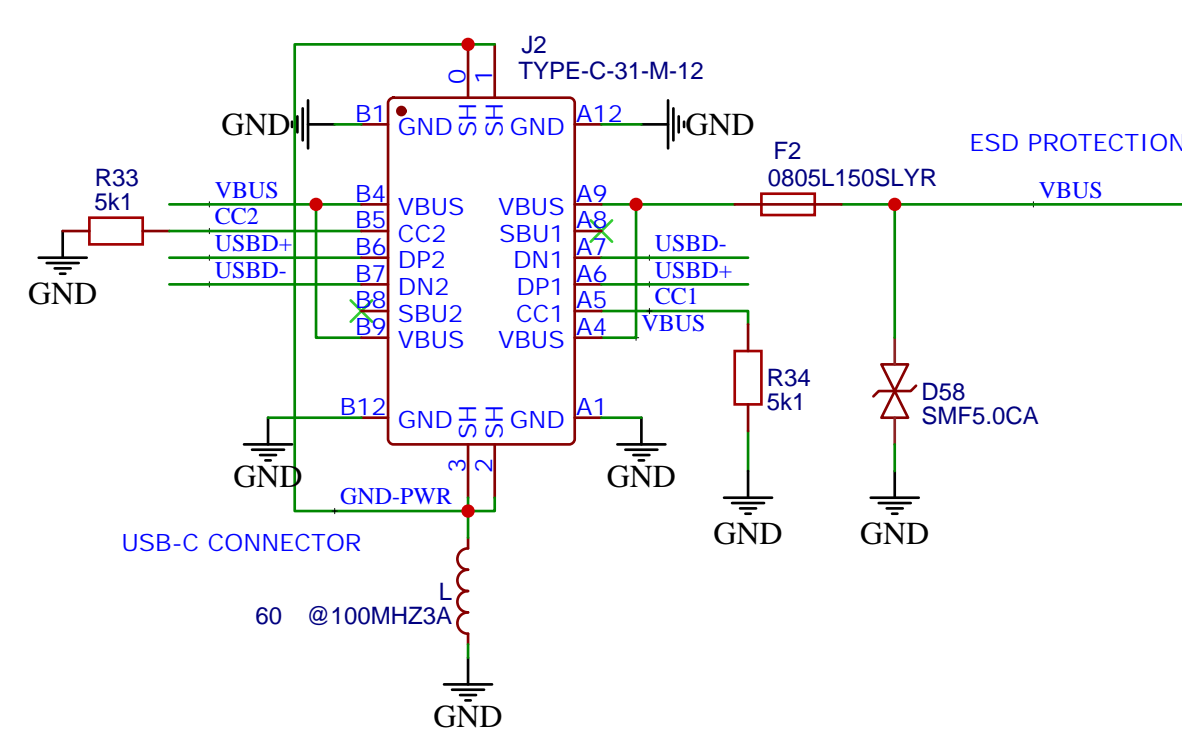 J2
TYPE-C-31-M-12
0
1
GND
B1
GND
SH
SH
GND
A12
GND
ESD PROTECTION
F2
0805L150SLYR
R33
5k1
VBUS
B4
VBUS
VBUS
A9
VBUS
CC2
B5
CC2
SBU1
A8
USBD+
B6
DP2
DN1
A7
USBD-
USBD-
B7
DN2
DP1
A6
USBD+
GND
B8
SBU2
CC1
A5
CC1
B9
VBUS
VBUS
A4
VBUS
R34
5k1
D58
SMF5.0CA
B12
GND
SH
SH
GND
A1
GND
GND
3
2
GND-PWR
GND
GND
USB-C CONNECTOR
L
60 @100MHZ3A
GND